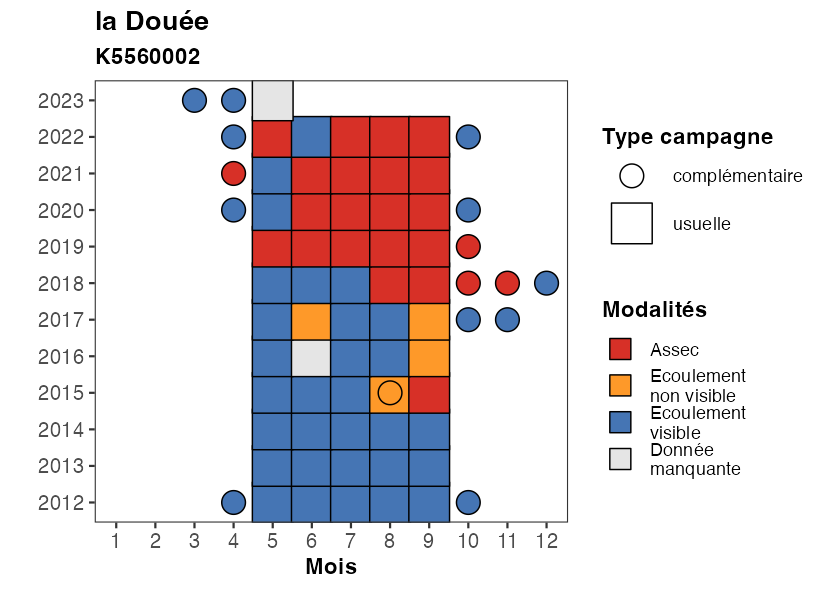 la Douée
K5560002
2023
2022
2021
2020
2019
2018
2017
2016
2015
2014
2013
2012
1 2 3 4 5 6 7 8 9 10 11 12
Mois
Type campagne
complémentaire
usuelle
Modalités
Assec
Ecoulement
non visible
Ecoulement
visible
Donnée
manquante